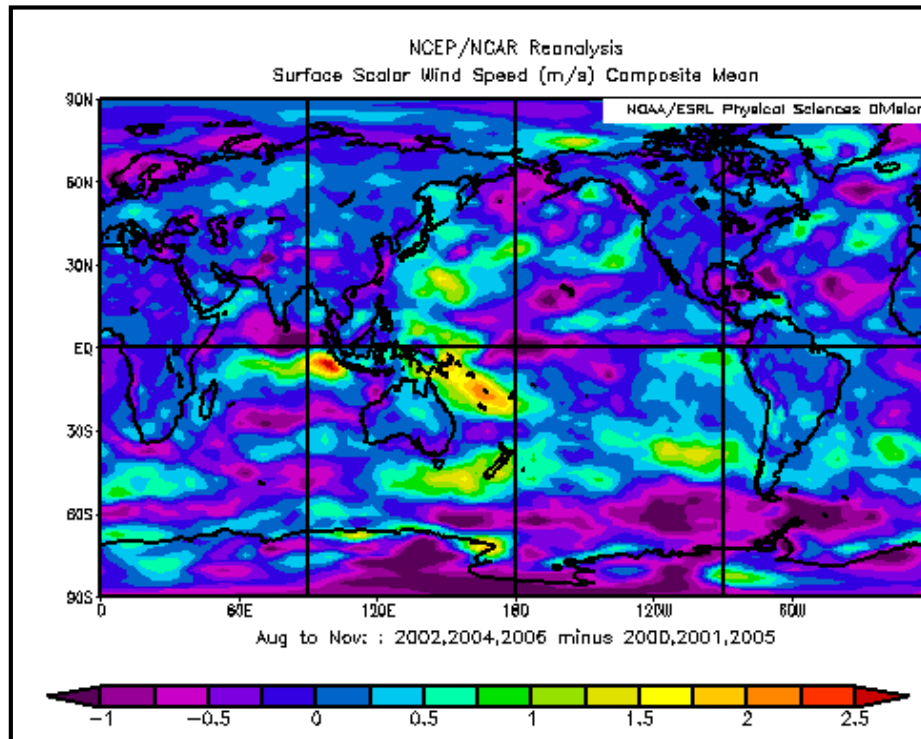 NCEP/NCAR Reanalysis
Surface Scalar Wind Speed (m/s) Composite Mean
NOAA/ESRL Physical Sciences Division
90N
60N
30N
EQ
30S
60S
90S
0 60E 120E 180 120W 60W
Aug to Nov: : 2002,2004,2006 minus 2000,2001,2005
-1 -0.5 0 0.5 1 1.5 2 2.5